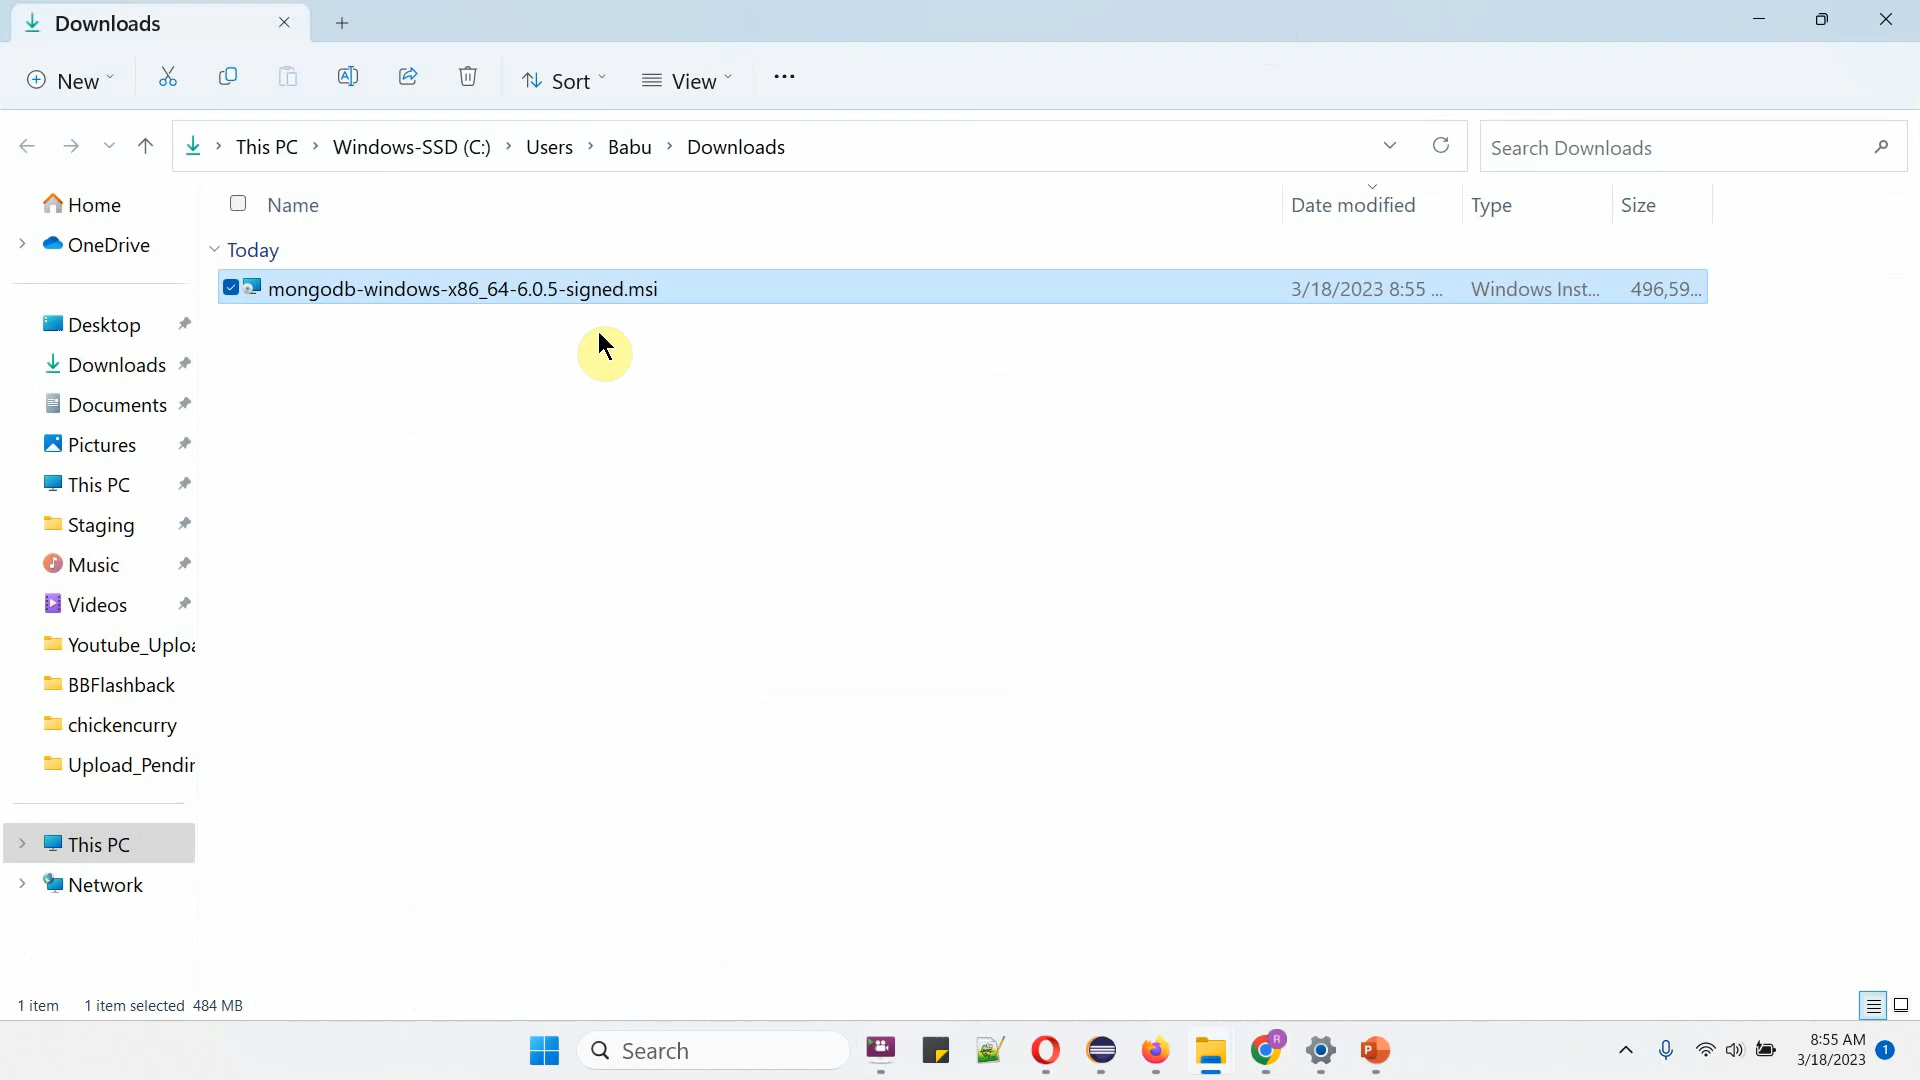 Downloads
New
Sort
View
This PC
Windows-SSD (C:)
Users
Babu
Downloads
Search Downloads
Name
Date modified
Type
Size
Today
mongodb-windows-x86_64-6.0.5-signed.msi
3/18/2023 8:55 ...
Windows Inst...
496,59...
Home
OneDrive
Desktop
Downloads
Documents
Pictures
This PC
Staging
Music
Videos
Youtube_Uploa
BBFlashback
chickencurry
Upload_Pendin
This PC
Network
1 item
1 item selected 484 MB
Search
R
8:55 AM
3/18/2023
1